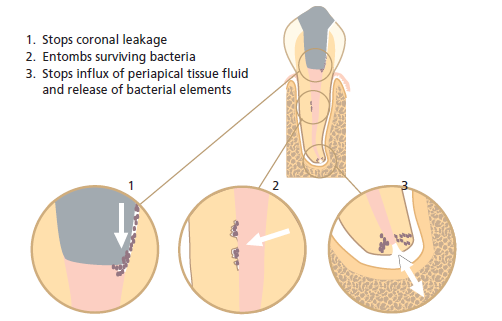 1. Stops coronal leakage
2. Entombs surviving bacteria
3. Stops influx of periapical tissue fluid
and release of bacterial elements
1
2
3